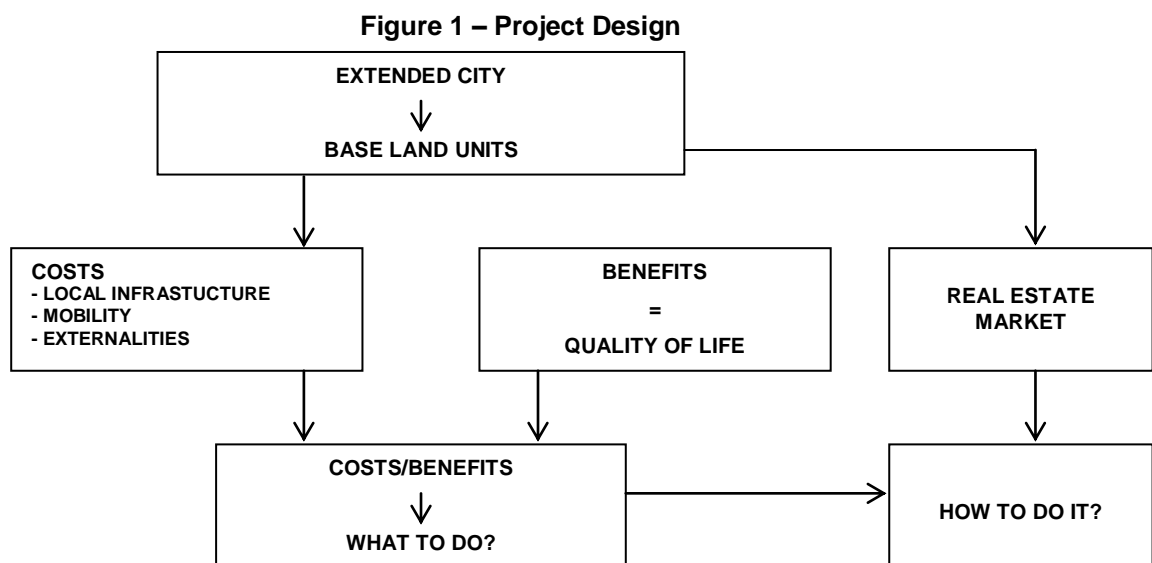 Figure 1 – Project Design
EXTENDED CITY
BASE LAND UNITS
COSTS
- LOCAL INFRASTUCTURE
- MOBILITY
- EXTERNALITIES
BENEFITS
=
QUALITY OF LIFE
REAL ESTATE
MARKET
COSTS/BENEFITS
WHAT TO DO?
HOW TO DO IT?